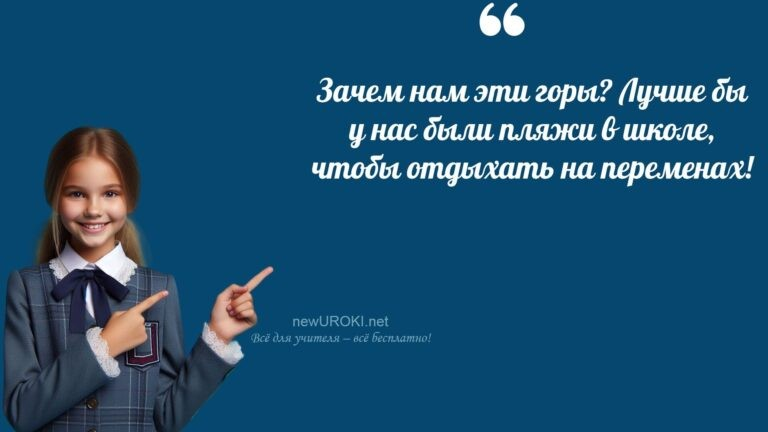 “
Зачем нам эти горы? Лучше бы
у нас были пляжи в школе,
чтобы отдыхать на переменах!
newUROKI.net
Всё для учителя – всё бесплатно!